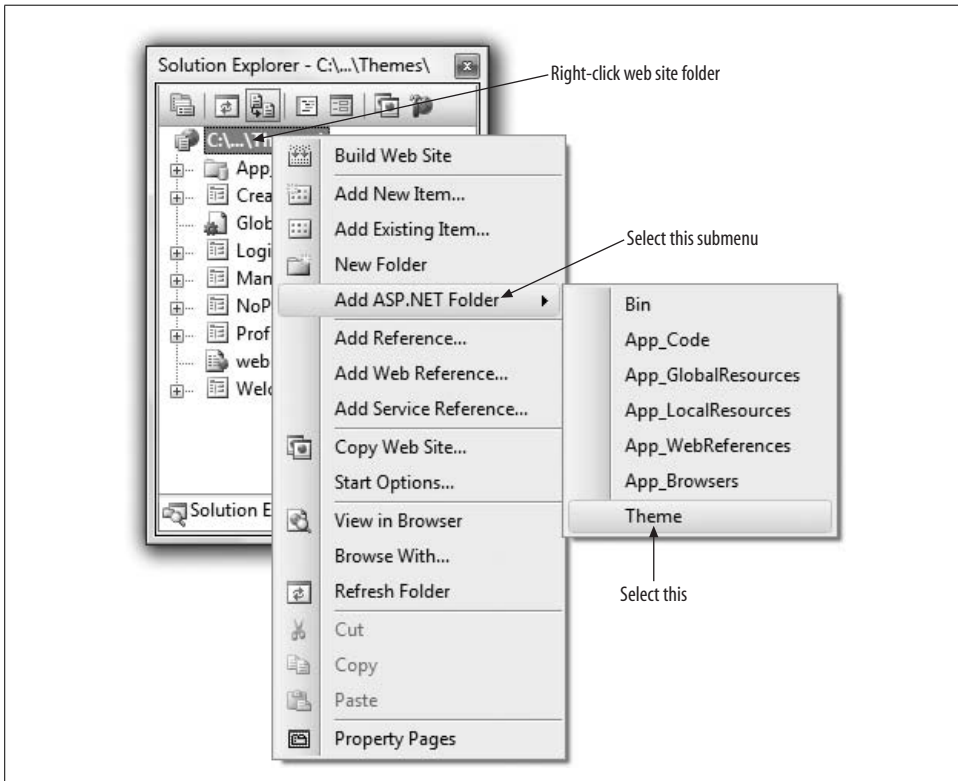 Solution Explorer - C:\...\Themes\
Right-click web site folder
C:\...\Th
App_
Crea
Glob
Logi
Man
NoP
Prof
web
Welc
Solution E
Build Web Site
Add New Item...
Add Existing Item...
New Folder
Add ASP.NET Folder
Select this submenu
Add Reference...
Add Web Reference...
Add Service Reference...
Copy Web Site...
Start Options...
View in Browser
Browse With...
Refresh Folder
Cut
Copy
Paste
Property Pages
Bin
App_Code
App_GlobalResources
App_LocalResources
App_WebReferences
App_Browsers
Theme
Select this